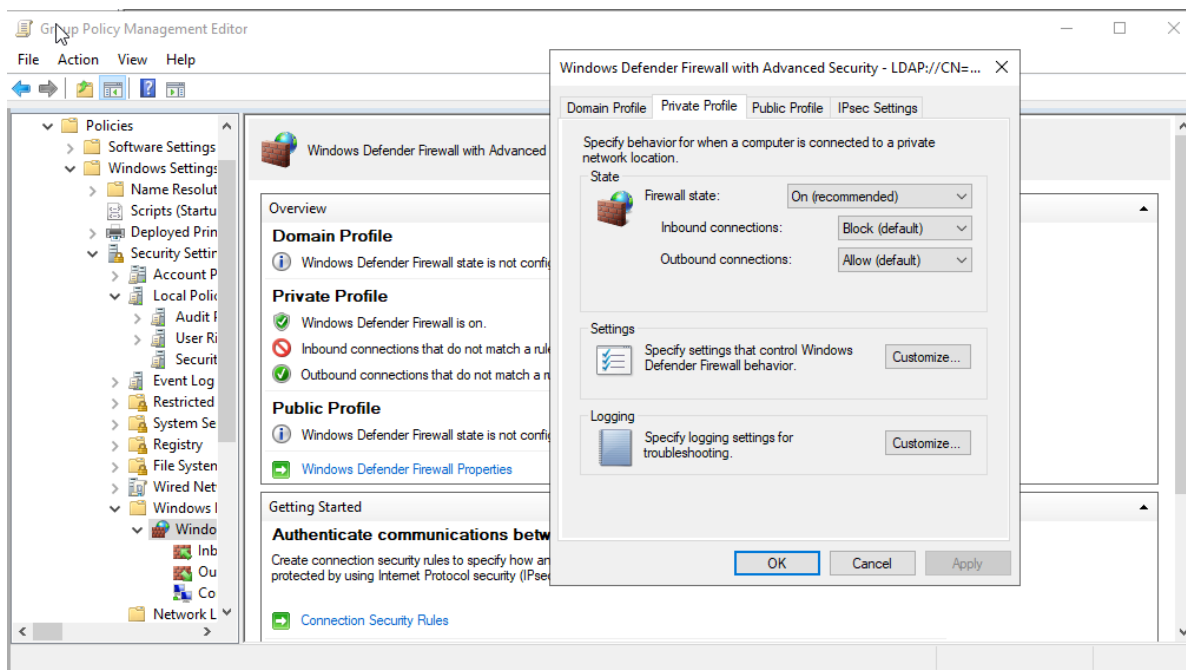 Group Policy Management Editor
File Action View Help
Policies
Software Settings
Windows Settings
Name Resolut
Scripts (Startu
Deployed Prin
Security Settin
Account P
Local Polic
Audit P
User Ri
Securit
Event Log
Restricted
System Se
Registry
File System
Wired Net
Windows I
Windo
Inb
Ou
Co
Network L
Windows Defender Firewall with Advanced
Overview
Domain Profile
Windows Defender Firewall state is not config
Private Profile
Windows Defender Firewall is on.
Inbound connections that do not match a rule
Outbound connections that do not match a r
Public Profile
Windows Defender Firewall state is not config
Windows Defender Firewall Properties
Getting Started
Authenticate communications betw
Create connection security rules to specify how an
protected by using Internet Protocol security (IPsec
Connection Security Rules
Windows Defender Firewall with Advanced Security - LDAP://CN=...
Domain Profile Private Profile Public Profile IPsec Settings
Specify behavior for when a computer is connected to a private
network location.
State
Firewall state: On (recommended)
Inbound connections: Block (default)
Outbound connections: Allow (default)
Settings
Specify settings that control Windows
Defender Firewall behavior.
Customize...
Logging
Specify logging settings for
troubleshooting.
Customize...
OK Cancel Apply